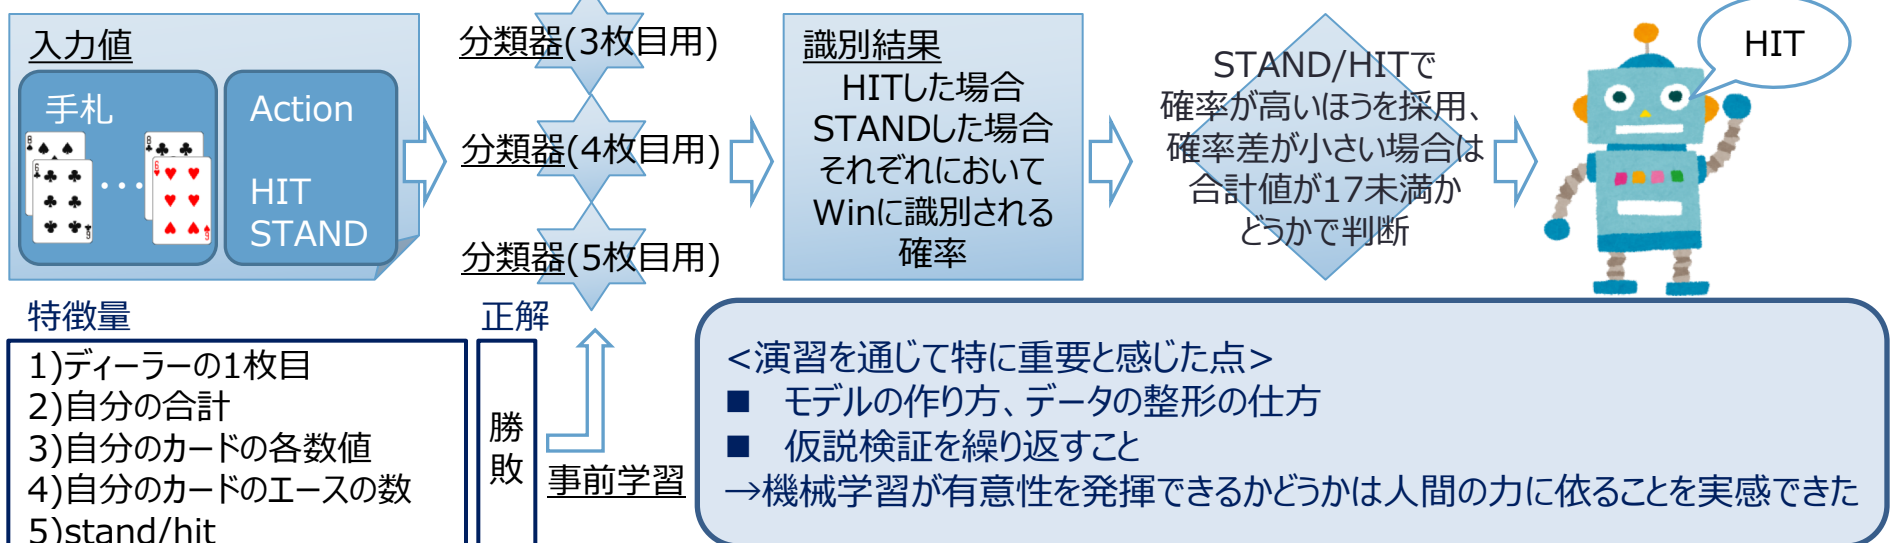 入力値
手札
Action
HIT
STAND
分類器(3枚目用)
分類器(4枚目用)
分類器(5枚目用)
識別結果
HITした場合
STANDした場合
それぞれにおいて
Winに識別される
確率
STAND/HITで
確率が高いほうを採用、
確率差が小さい場合は
合計値が17未満か
どうかで判断
HIT
特徴量
1)ディーラーの1枚目
2)自分の合計
3)自分のカードの各数値
4)自分のカードのエースの数
5)stand/hit
正解
勝
敗
事前学習
<演習を通じて特に重要と感じた点>
■ モデルの作り方、データの整形の仕方
■ 仮説検証を繰り返すこと
→機械学習が有意性を発揮できるかどうかは人間の力に依ることを実感できた